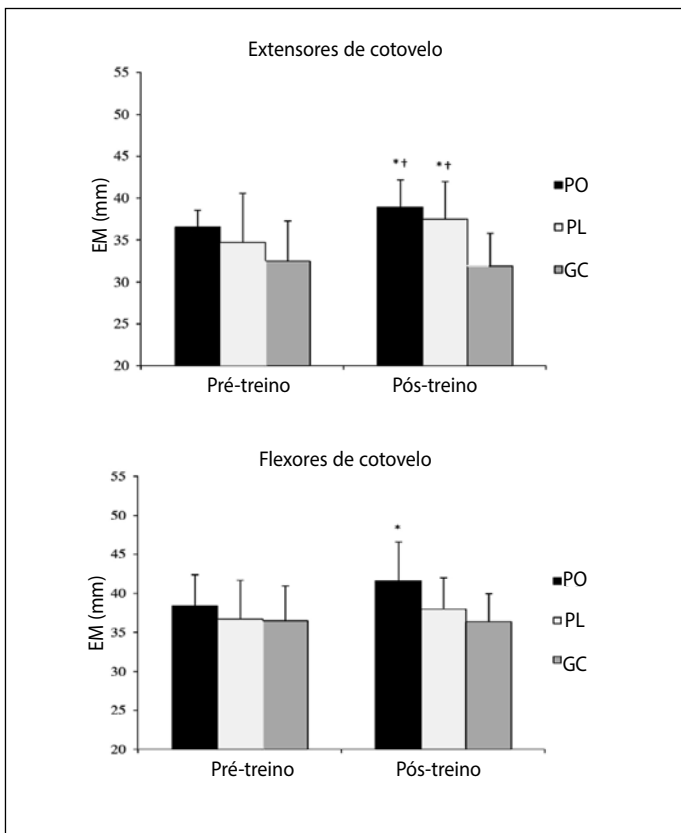 Extensores de cotovelo
55
50
45
40
35
30
25
20
EM (mm)
*† *†
PO
PL
GC
Pré-treino Pós-treino
Flexores de cotovelo
55
50
45
40
35
30
25
20
EM (mm)
*
PO
PL
GC
Pré-treino Pós-treino